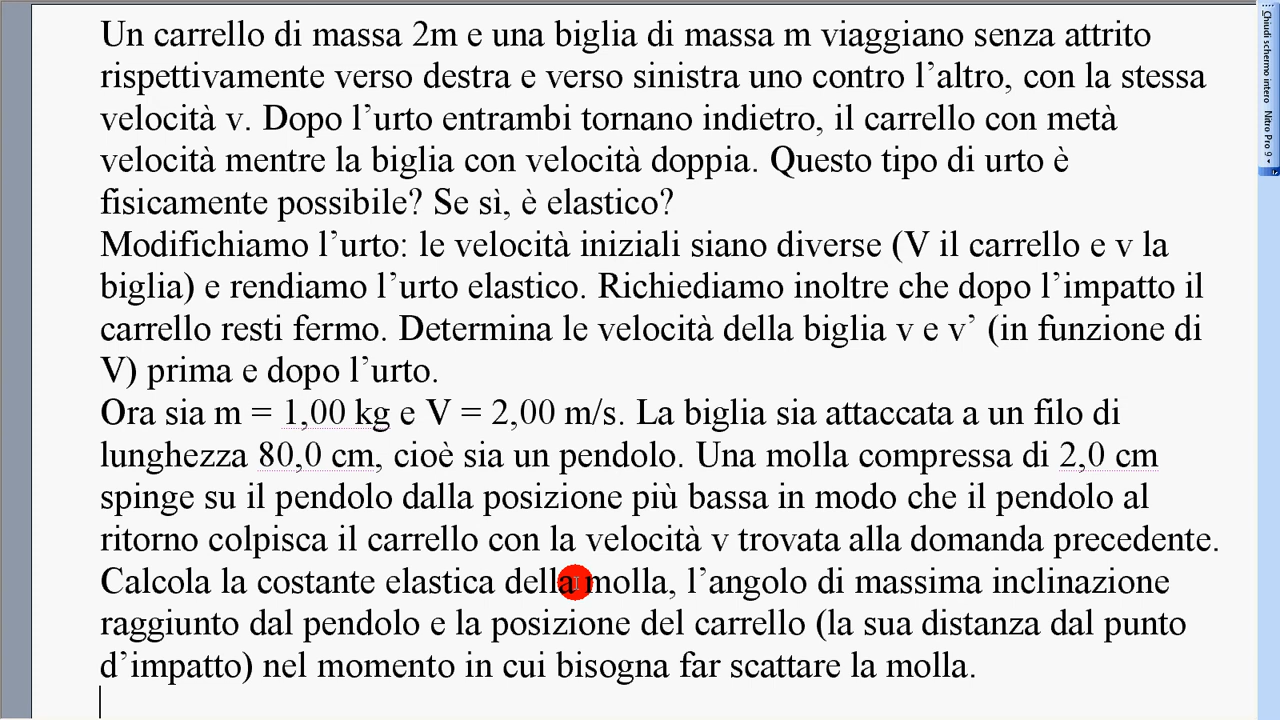 Un carrello di massa 2m e una biglia di massa m viaggiano senza attrito
rispettivamente verso destra e verso sinistra uno contro l’altro, con la stessa
velocità v. Dopo l’urto entrambi tornano indietro, il carrello con metà
velocità mentre la biglia con velocità doppia. Questo tipo di urto è
fisicamente possibile? Se sì, è elastico?
Modifichiamo l’urto: le velocità iniziali siano diverse (V il carrello e v la
biglia) e rendiamo l’urto elastico. Richiediamo inoltre che dopo l’impatto il
carrello resti fermo. Determina le velocità della biglia v e v’ (in funzione di
V) prima e dopo l’urto.
Ora sia m = 1,00 kg e V = 2,00 m/s. La biglia sia attaccata a un filo di
lunghezza 80,0 cm, cioè sia un pendolo. Una molla compressa di 2,0 cm
spinge su il pendolo dalla posizione più bassa in modo che il pendolo al
ritorno colpisca il carrello con la velocità v trovata alla domanda precedente.
Calcola la costante elastica della molla, l’angolo di massima inclinazione
raggiunto dal pendolo e la posizione del carrello (la sua distanza dal punto
d’impatto) nel momento in cui bisogna far scattare la molla.
Chiudi schermo intero Nitro Pro 9